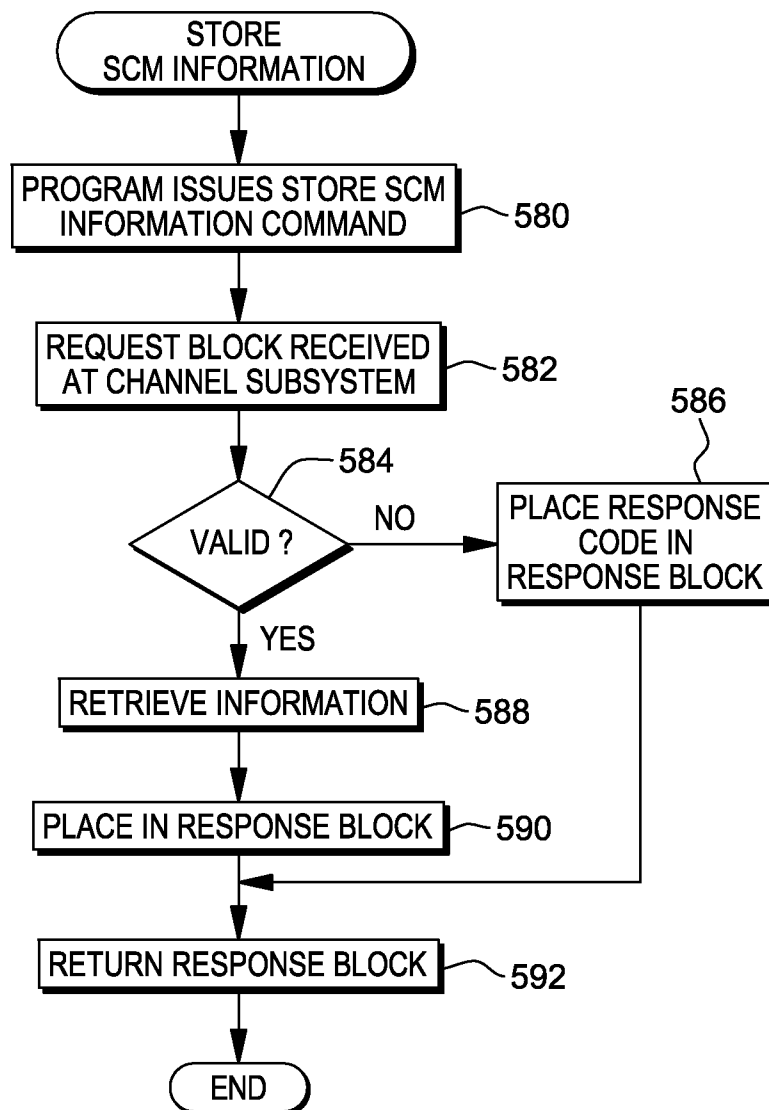 STORE
SCM INFORMATION
PROGRAM ISSUES STORE SCM
INFORMATION COMMAND
580
REQUEST BLOCK RECEIVED
AT CHANNEL SUBSYSTEM
582
584
VALID ?
NO
586
PLACE RESPONSE
CODE IN
RESPONSE BLOCK
YES
RETRIEVE INFORMATION
588
PLACE IN RESPONSE BLOCK
590
RETURN RESPONSE BLOCK
592
END